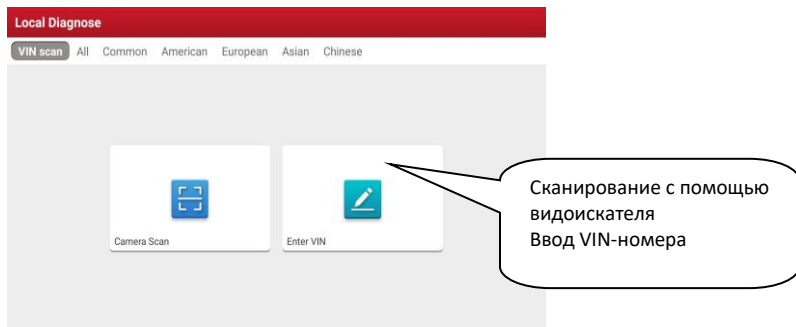 Local Diagnose
VIN scan All Common American European Asian Chinese
Camera Scan
Enter VIN
Сканирование с помощью
видоискателя
Ввод VIN-номера